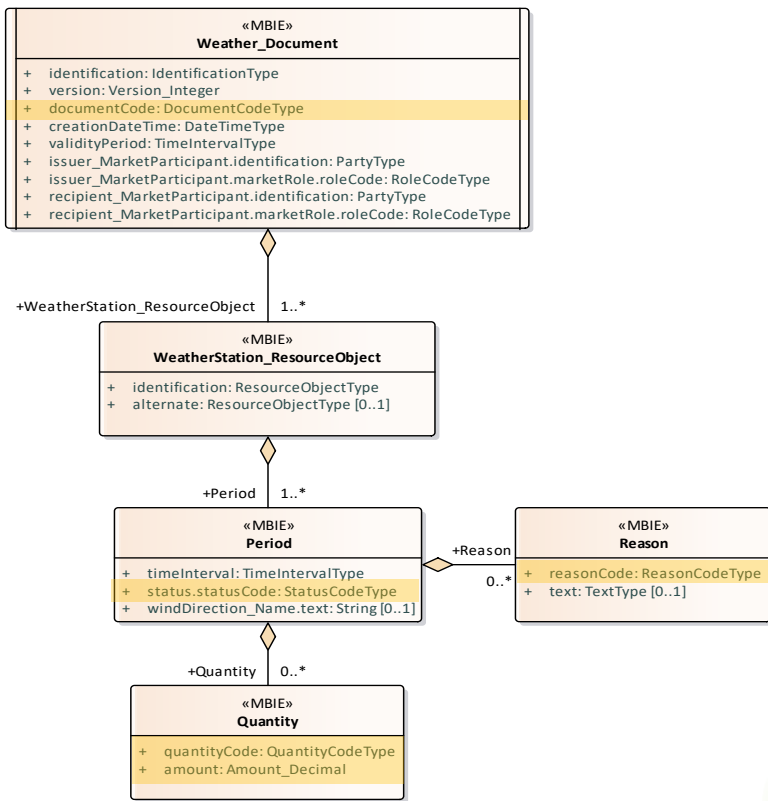 «MBIE»
Weather_Document
+ identification: IdentificationType
+ version: Version_Integer
+ documentCode: DocumentCodeType
+ creationDateTime: DateTimeType
+ validityPeriod: TimeIntervalType
+ issuer_MarketParticipant.identification: PartyType
+ issuer_MarketParticipant.marketRole.roleCode: RoleCodeType
+ recipient_MarketParticipant.identification: PartyType
+ recipient_MarketParticipant.marketRole.roleCode: RoleCodeType
+WeatherStation_ResourceObject 1..*
«MBIE»
WeatherStation_ResourceObject
+ identification: ResourceObjectType
+ alternate: ResourceObjectType [0..1]
+Period 1..*
«MBIE»
Period
+ timeInterval: TimeIntervalType
+ status.statusCode: StatusCodeType
+ windDirection_Name.text: String [0..1]
+Reason
0..*
«MBIE»
Reason
+ reasonCode: ReasonCodeType
+ text: TextType [0..1]
+Quantity 0..*
«MBIE»
Quantity
+ quantityCode: QuantityCodeType
+ amount: Amount_Decimal